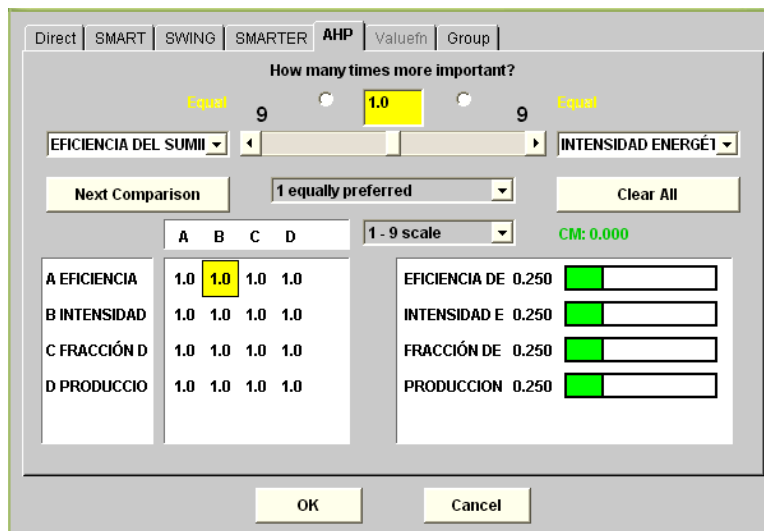 Direct SMART SWING SMARTER AHP Valuefn Group
How many times more important?
Equal 9 1.0 9 Equal
EFICIENCIA DEL SUMII INTENSIDAD ENERGÉT
Next Comparison 1 equally preferred Clear All
A B C D 1 - 9 scale CM: 0.000
A EFICIENCIA 1.0 1.0 1.0 1.0 EFICIENCIA DE 0.250
B INTENSIDAD 1.0 1.0 1.0 1.0 INTENSIDAD E 0.250
C FRACCIÓN D 1.0 1.0 1.0 1.0 FRACCIÓN DE 0.250
D PRODUCCIO 1.0 1.0 1.0 1.0 PRODUCCION 0.250
OK Cancel